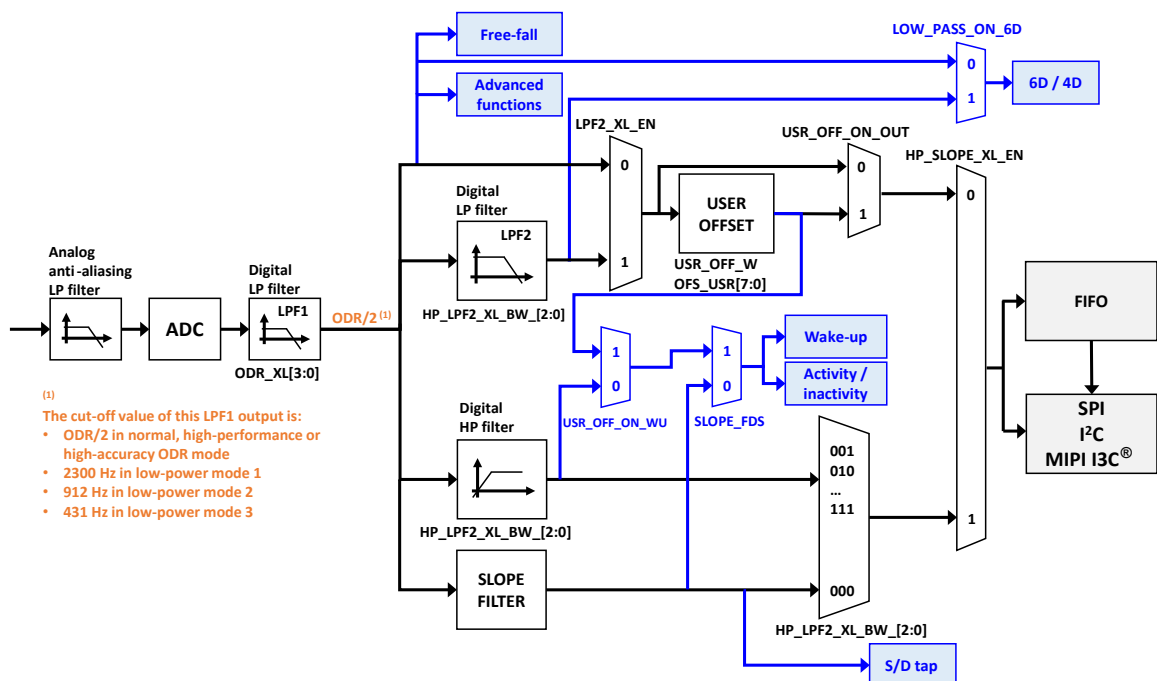 Free-fall
LOW_PASS_ON_6D
0
1
6D / 4D
Advanced
functions
LPF2_XL_EN
0
1
USR_OFF_ON_OUT
0
1
HP_SLOPE_XL_EN
0
1
Digital
LP filter
LPF2
HP_LPF2_XL_BW_[2:0]
USER
OFFSET
USR_OFF_W
OFS_USR[7:0]
Analog
anti-aliasing
LP filter
ADC
Digital
LP filter
LPF1
ODR_XL[3:0]
ODR/2 (1)
FIFO
SPI
I²C
MIPI I3C®
1
0
USR_OFF_ON_WU
1
0
SLOPE_FDS
Wake-up
Activity /
inactivity
(1)
The cut-off value of this LPF1 output is:
• ODR/2 in normal, high-performance or
high-accuracy ODR mode
• 2300 Hz in low-power mode 1
• 912 Hz in low-power mode 2
• 431 Hz in low-power mode 3
Digital
HP filter
HP_LPF2_XL_BW_[2:0]
001
010
...
111
000
HP_LPF2_XL_BW_[2:0]
SLOPE
FILTER
S/D tap